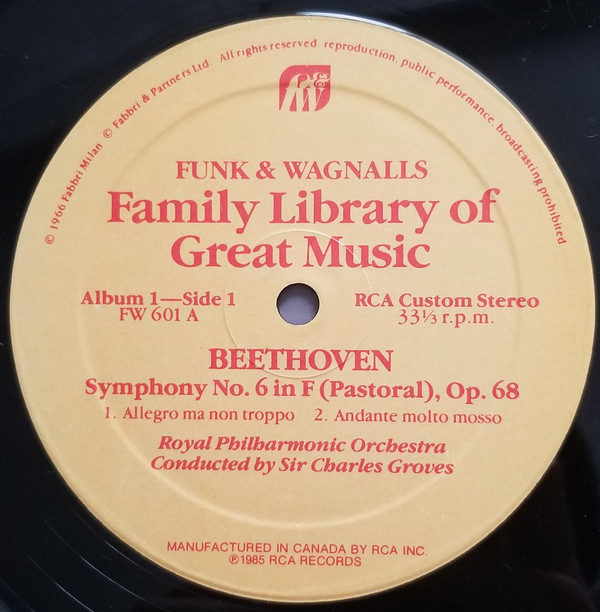 © 1966 Fabbri Milan © Fabbri & Partners Ltd All rights reserved reproduction, public performance, broadcasting prohibited
F&W
FUNK & WAGNALLS
Family Library of
Great Music
Album 1—Side 1 RCA Custom Stereo
FW 601 A 33⅓ r.p.m.
BEETHOVEN
Symphony No. 6 in F (Pastoral), Op. 68
1. Allegro ma non troppo 2. Andante molto mosso
Royal Philharmonic Orchestra
Conducted by Sir Charles Groves
MANUFACTURED IN CANADA BY RCA INC.
℗1985 RCA RECORDS